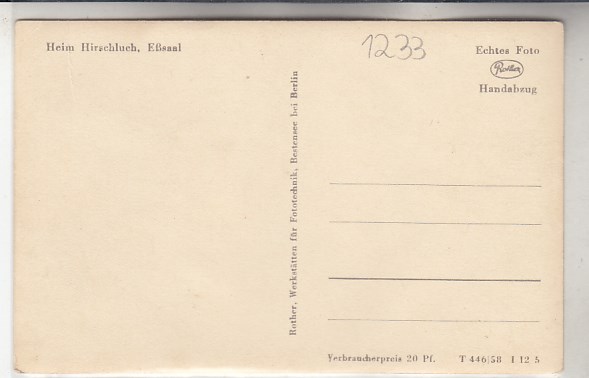 Heim Hirschluch, Eßsaal
1233
Echtes Foto
Rother
Handabzug
Rother, Werkstätten für Fototechnik, Bestensee bei Berlin
Verbraucherpreis 20 Pf. T 446/58 I 12 5